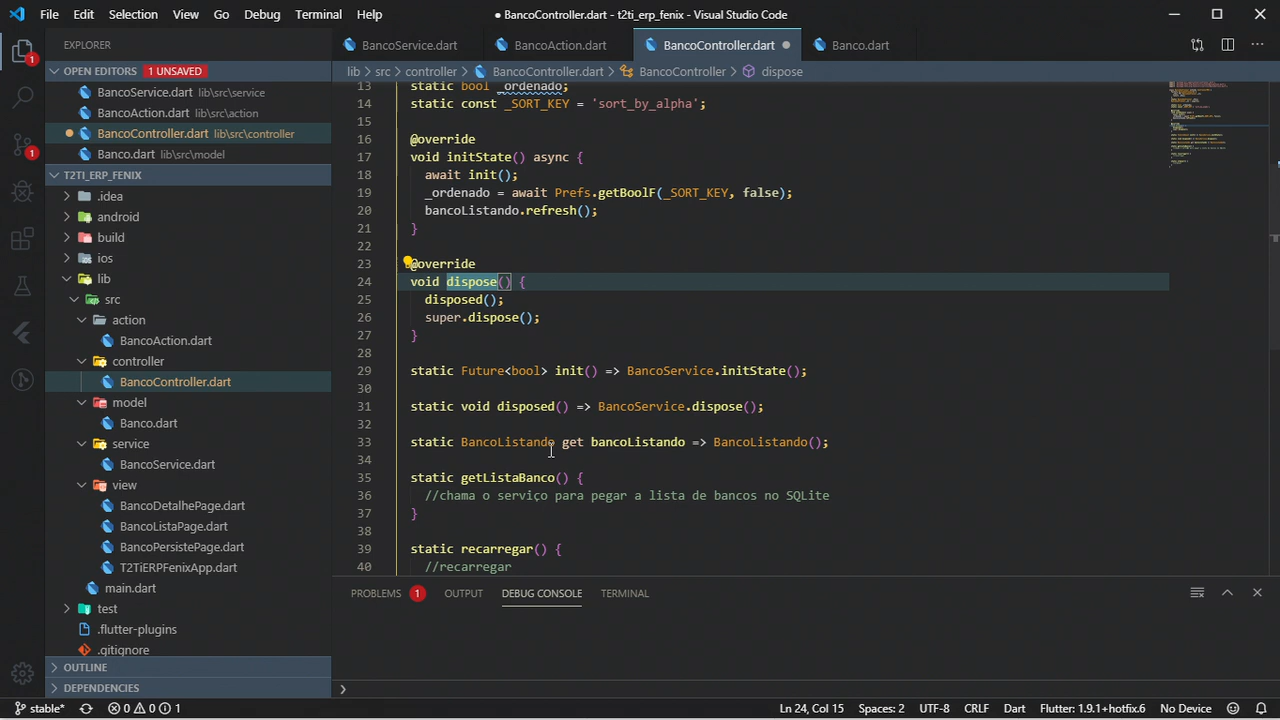 File Edit Selection View Go Debug Terminal Help
● BancoController.dart - t2ti_erp_fenix - Visual Studio Code
EXPLORER
OPEN EDITORS 1 UNSAVED
BancoService.dart lib\src\service
BancoAction.dart lib\src\action
BancoController.dart lib\src\controller
Banco.dart lib\src\model
T2TI_ERP_FENIX
.idea
android
build
ios
lib
src
action
BancoAction.dart
controller
BancoController.dart
model
Banco.dart
service
BancoService.dart
view
BancoDetalhePage.dart
BancoListaPage.dart
BancoPersistePage.dart
T2TiERPFenixApp.dart
main.dart
test
.flutter-plugins
.gitignore
OUTLINE
DEPENDENCIES
1
1
BancoService.dart BancoAction.dart BancoController.dart Banco.dart
lib > src > controller > BancoController.dart > BancoController > dispose
13 static bool _ordenado;
14 static const _SORT_KEY = 'sort_by_alpha';
15
16 @override
17 void initState() async {
18 await init();
19 _ordenado = await Prefs.getBoolF(_SORT_KEY, false);
20 bancoListando.refresh();
21 }
22
23 @override
24 void dispose() {
25 disposed();
26 super.dispose();
27 }
28
29 static Future<bool> init() => BancoService.initState();
30
31 static void disposed() => BancoService.dispose();
32
33 static BancoListando get bancoListando => BancoListando();
34
35 static getListaBanco() {
36 //chama o serviço para pegar a lista de bancos no SQLite
37 }
38
39 static recarregar() {
40 //recarregar
PROBLEMS 1 OUTPUT DEBUG CONSOLE TERMINAL
stable* 0 0 1 Ln 24, Col 15 Spaces: 2 UTF-8 CRLF Dart Flutter: 1.9.1+hotfix.6 No Device